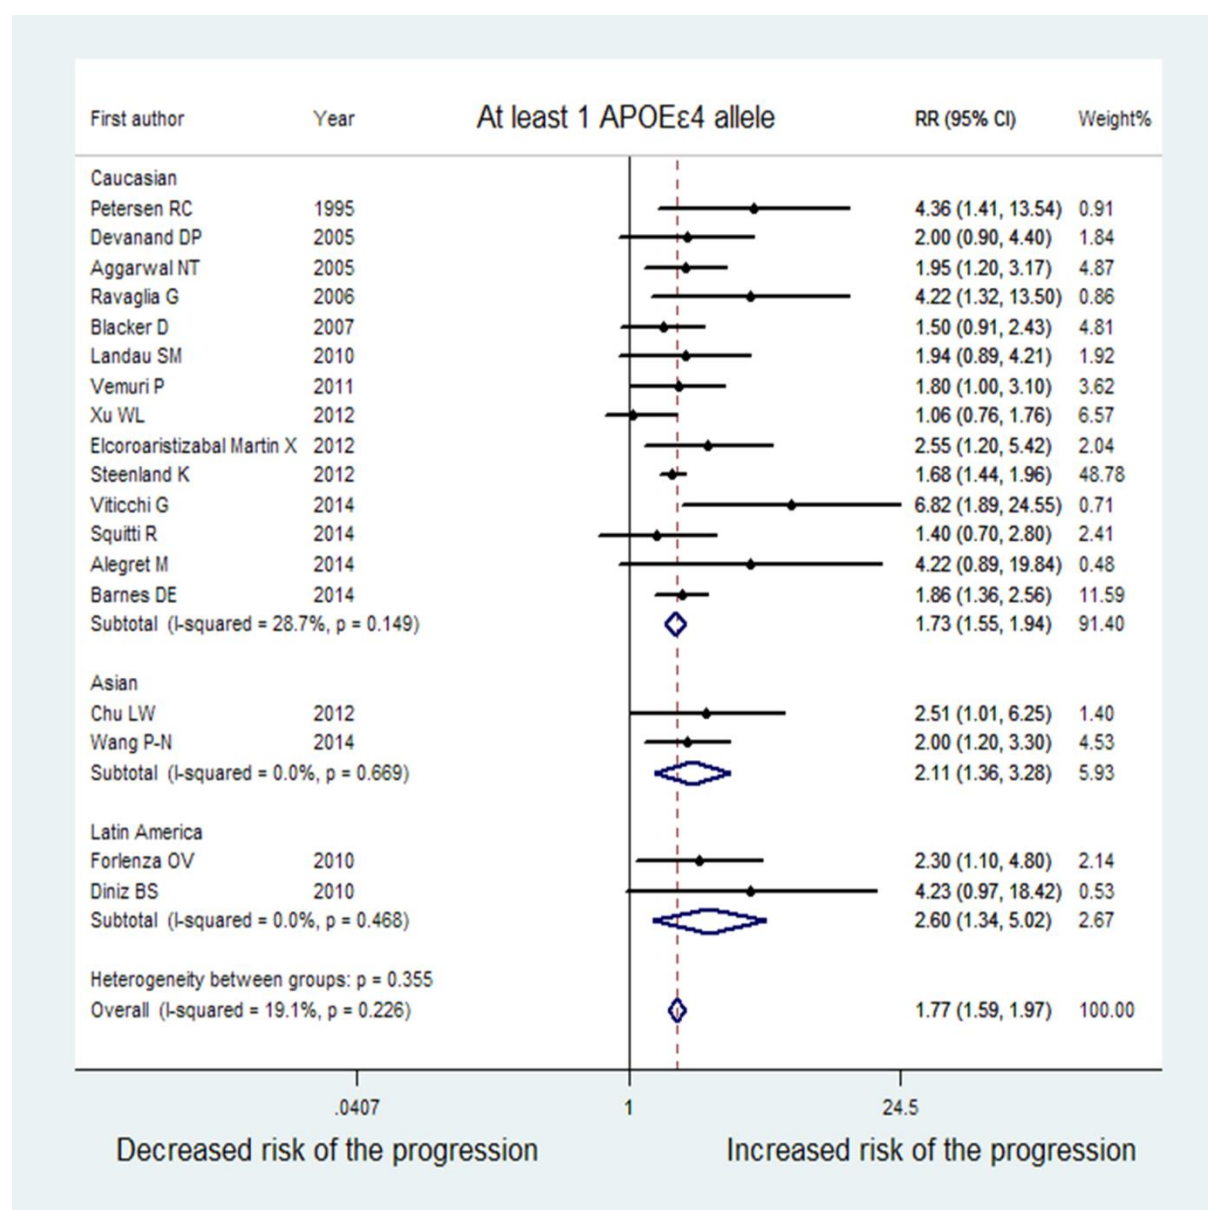 First author Year At least 1 APOEε4 allele RR (95% CI) Weight%
Caucasian
Petersen RC 1995 4.36 (1.41, 13.54) 0.91
Devanand DP 2005 2.00 (0.90, 4.40) 1.84
Aggarwal NT 2005 1.95 (1.20, 3.17) 4.87
Ravaglia G 2006 4.22 (1.32, 13.50) 0.86
Blacker D 2007 1.50 (0.91, 2.43) 4.81
Landau SM 2010 1.94 (0.89, 4.21) 1.92
Vemuri P 2011 1.80 (1.00, 3.10) 3.62
Xu WL 2012 1.06 (0.76, 1.76) 6.57
Elcoroaristizabal Martin X 2012 2.55 (1.20, 5.42) 2.04
Steenland K 2012 1.68 (1.44, 1.96) 48.78
Viticchi G 2014 6.82 (1.89, 24.55) 0.71
Squitti R 2014 1.40 (0.70, 2.80) 2.41
Alegret M 2014 4.22 (0.89, 19.84) 0.48
Barnes DE 2014 1.86 (1.36, 2.56) 11.59
Subtotal (I-squared = 28.7%, p = 0.149) 1.73 (1.55, 1.94) 91.40
Asian
Chu LW 2012 2.51 (1.01, 6.25) 1.40
Wang P-N 2014 2.00 (1.20, 3.30) 4.53
Subtotal (I-squared = 0.0%, p = 0.669) 2.11 (1.36, 3.28) 5.93
Latin America
Forlenza OV 2010 2.30 (1.10, 4.80) 2.14
Diniz BS 2010 4.23 (0.97, 18.42) 0.53
Subtotal (I-squared = 0.0%, p = 0.468) 2.60 (1.34, 5.02) 2.67
Heterogeneity between groups: p = 0.355
Overall (I-squared = 19.1%, p = 0.226) 1.77 (1.59, 1.97) 100.00
.0407 1 24.5
Decreased risk of the progression Increased risk of the progression